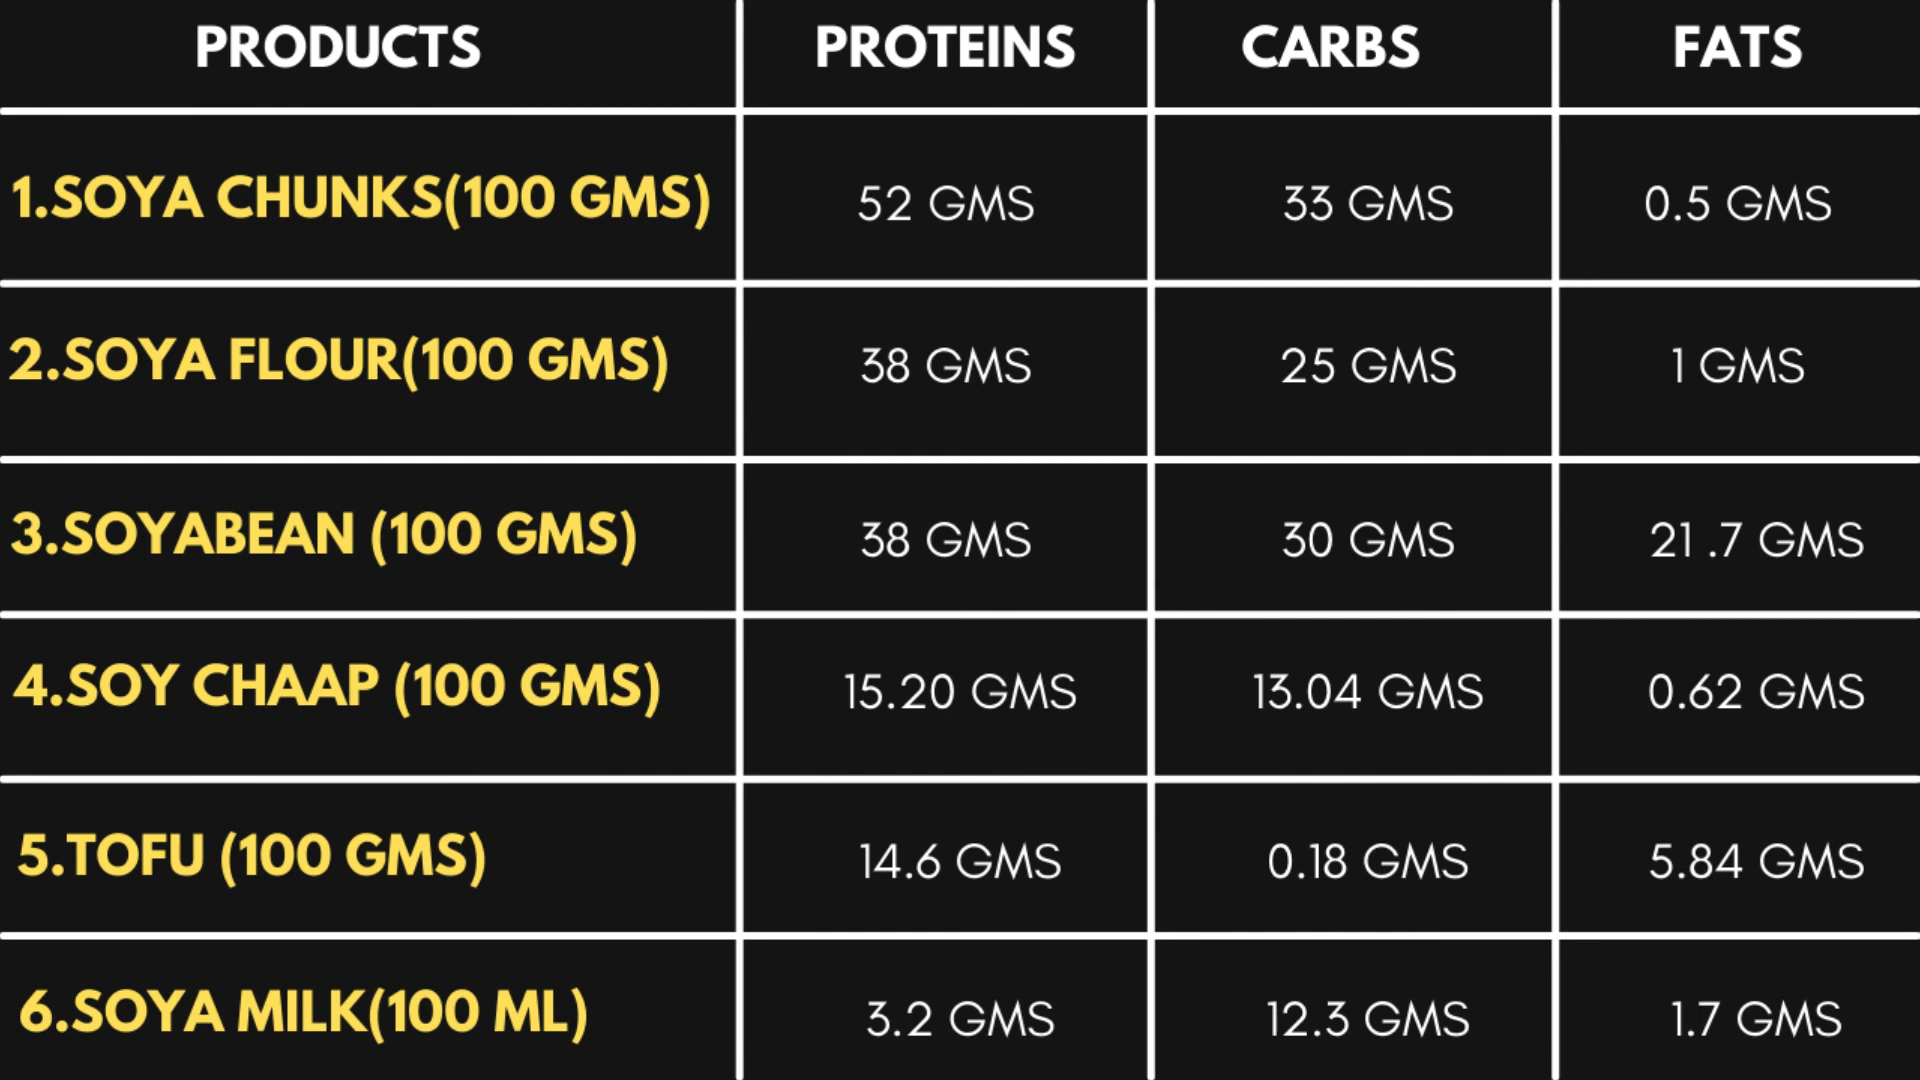 PRODUCTS PROTEINS CARBS FATS
1.SOYA CHUNKS(100 GMS) 52 GMS 33 GMS 0.5 GMS
2.SOYA FLOUR(100 GMS) 38 GMS 25 GMS 1 GMS
3.SOYABEAN (100 GMS) 38 GMS 30 GMS 21 .7 GMS
4.SOY CHAAP (100 GMS) 15.20 GMS 13.04 GMS 0.62 GMS
5.TOFU (100 GMS) 14.6 GMS 0.18 GMS 5.84 GMS
6.SOYA MILK(100 ML) 3.2 GMS 12.3 GMS 1.7 GMS